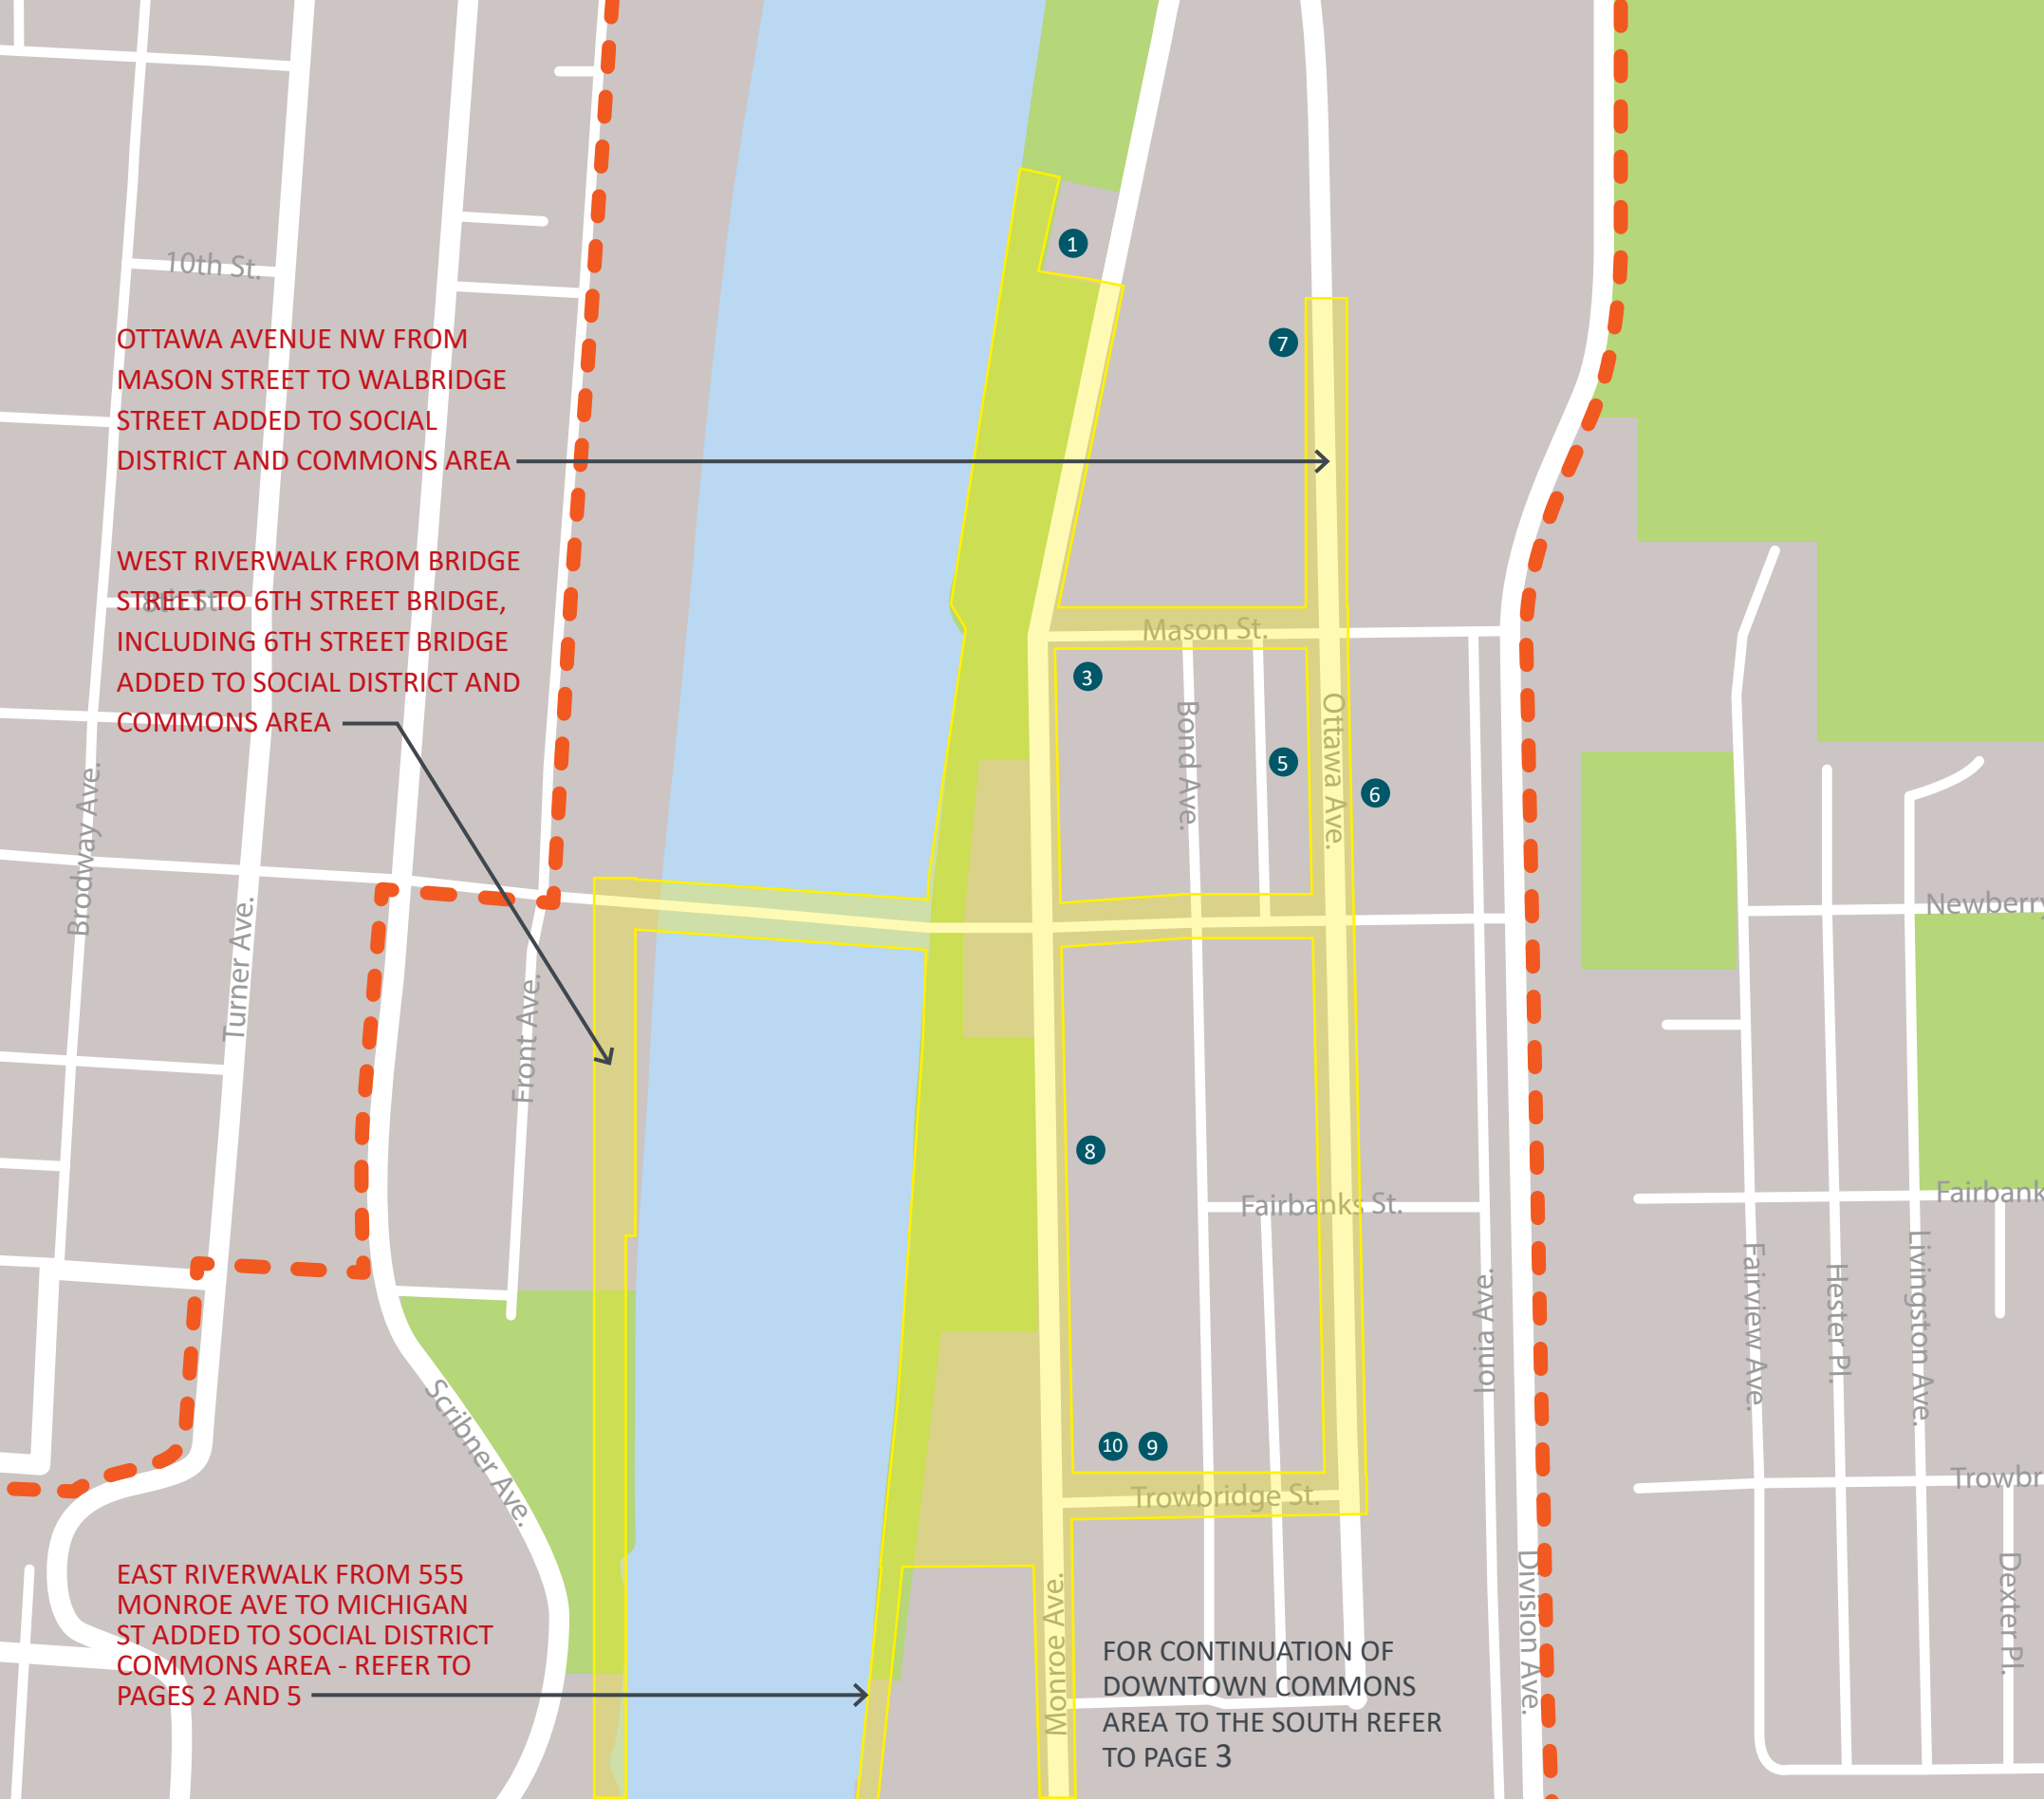 10th St.
OTTAWA AVENUE NW FROM
MASON STREET TO WALBRIDGE
STREET ADDED TO SOCIAL
DISTRICT AND COMMONS AREA
WEST RIVERWALK FROM BRIDGE
STREET TO 6TH STREET BRIDGE,
8th St.
INCLUDING 6TH STREET BRIDGE
ADDED TO SOCIAL DISTRICT AND
COMMONS AREA
1
7
Mason St.
3
Bond Ave.
Ottawa Ave.
5
6
Brodway Ave.
Turner Ave.
Front Ave.
Newberry
8
Fairbanks St.
Fairbank
Ionia Ave.
Fairview Ave.
Hester Pl.
Livingston Ave.
Scribner Ave.
10
9
Trowbridge St.
Trowbr
EAST RIVERWALK FROM 555
MONROE AVE TO MICHIGAN
ST ADDED TO SOCIAL DISTRICT
COMMONS AREA - REFER TO
PAGES 2 AND 5
Monroe Ave.
Division Ave.
Dexter Pl.
FOR CONTINUATION OF
DOWNTOWN COMMONS
AREA TO THE SOUTH REFER
TO PAGE 3